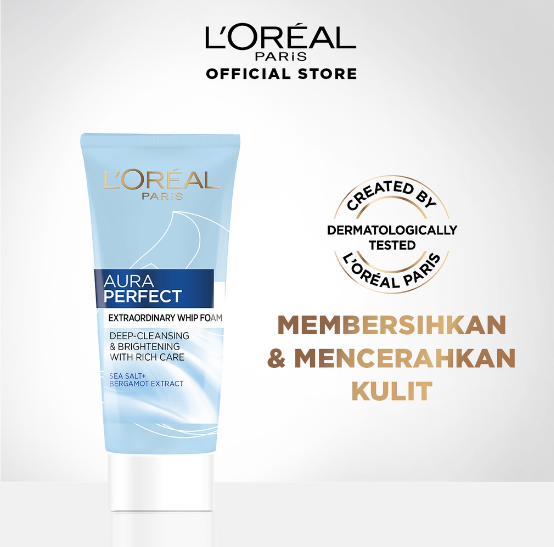 L'ORÉAL
PARIS
OFFICIAL STORE
L'ORÉAL
PARIS
AURA
PERFECT
EXTRAORDINARY WHIP FOAM
DEEP-CLEANSING
& BRIGHTENING
WITH RICH CARE
SEA SALT+
BERGAMOT EXTRACT
CREATED BY
DERMATOLOGICALLY
TESTED
L'ORÉAL PARIS
MEMBERSIHKAN
& MENCERAHKAN
KULIT